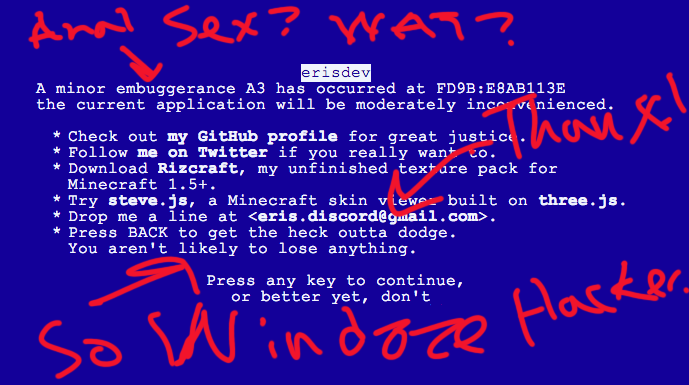 Anal Sex? WAT?
erisdev
A minor embuggerance A3 has occurred at FD9B:E8AB113E
the current application will be moderately inconvenienced.
* Check out my GitHub profile for great justice.
* Follow me on Twitter if you really want to.
* Download Rizcraft, my unfinished texture pack for
Minecraft 1.5+.
* Try steve.js, a Minecraft skin viewer built on three.js.
* Drop me a line at <eris.discord@gmail.com>.
* Press BACK to get the heck outta dodge.
You aren't likely to lose anything.
Thanx!
Press any key to continue,
or better yet, don't
So Windoze Hacker.